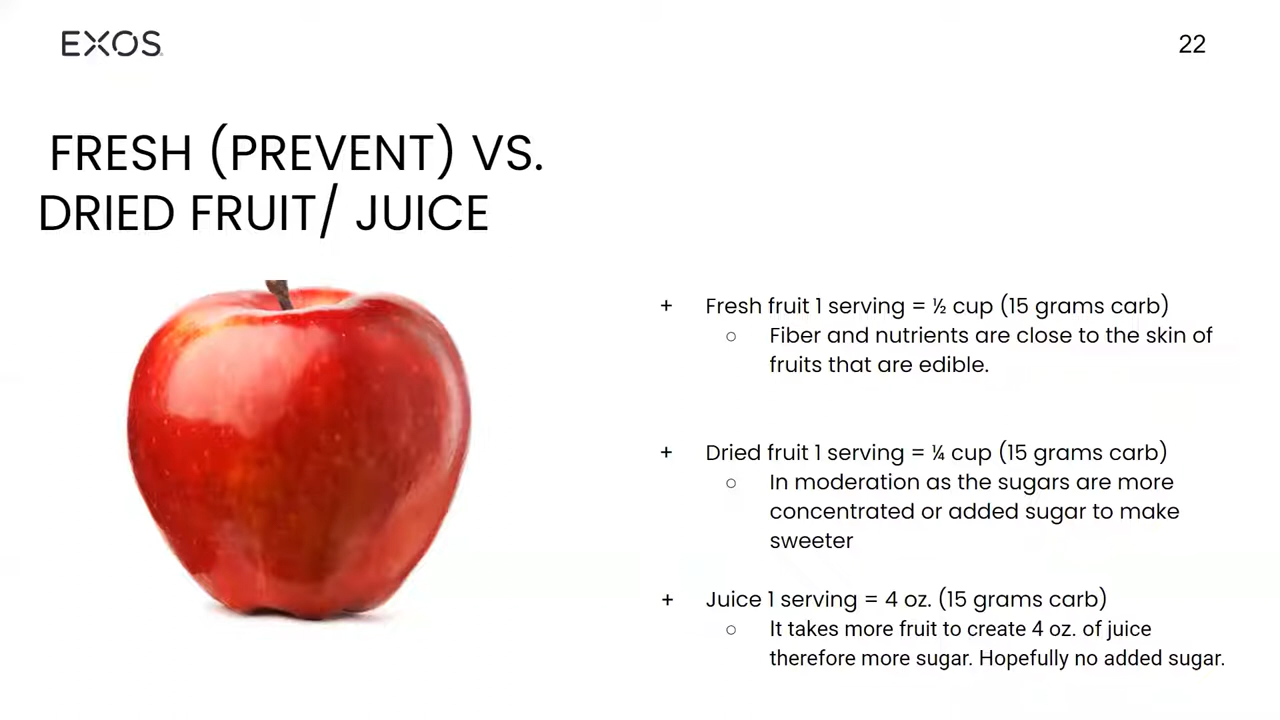 EXOS
22
FRESH (PREVENT) VS.
DRIED FRUIT/ JUICE
+ Fresh fruit 1 serving = ½ cup (15 grams carb)
○ Fiber and nutrients are close to the skin of
fruits that are edible.
+ Dried fruit 1 serving = ¼ cup (15 grams carb)
○ In moderation as the sugars are more
concentrated or added sugar to make
sweeter
+ Juice 1 serving = 4 oz. (15 grams carb)
○ It takes more fruit to create 4 oz. of juice
therefore more sugar. Hopefully no added sugar.